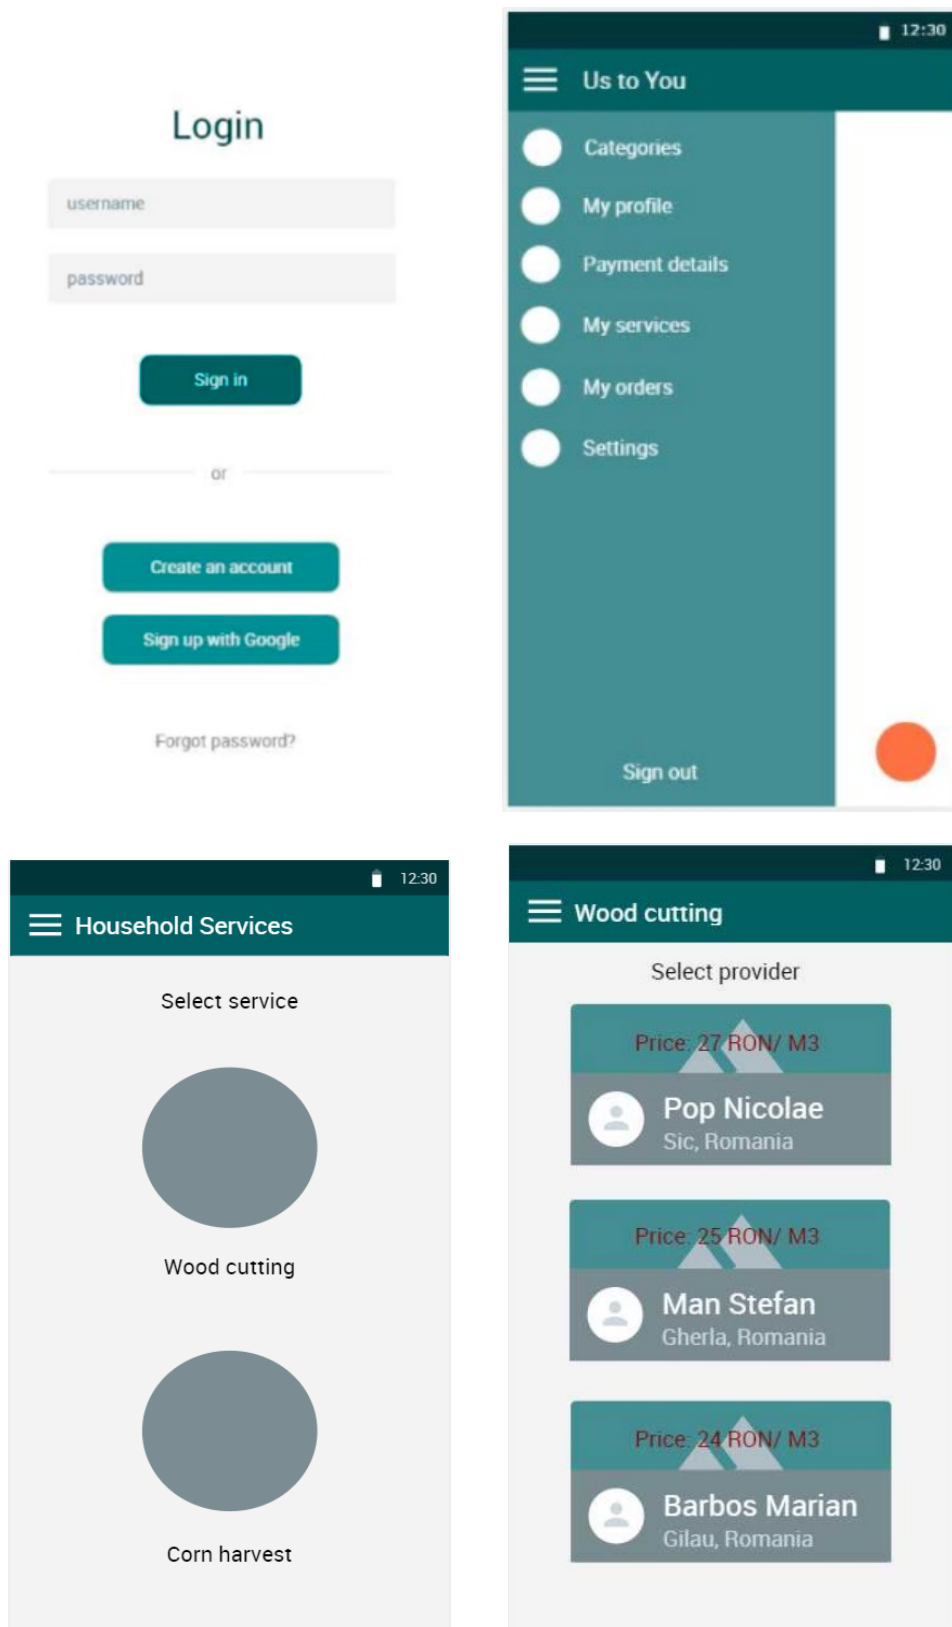 Login
username
password
Sign in
or
Create an account
Sign up with Google
Forgot password?
12:30
Us to You
Categories
My profile
Payment details
My services
My orders
Settings
Sign out
12:30
Household Services
Select service
Wood cutting
Corn harvest
12:30
Wood cutting
Select provider
Price: 27 RON/ M3
Pop Nicolae
Sic, Romania
Price: 25 RON/ M3
Man Stefan
Gherla, Romania
Price: 24 RON/ M3
Barbos Marian
Gilau, Romania